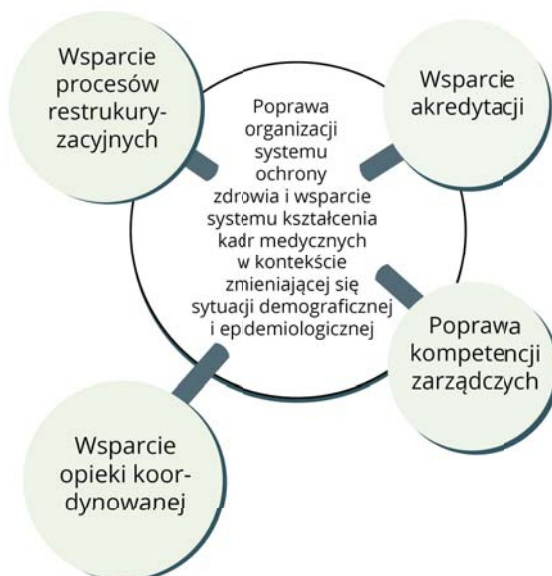 Wsparcie
procesów
restrukury-
zacyjnych
Wsparcie
akredytacji
Poprawa
organizacji
systemu
ochrony
zdrowia i wsparcie
systemu kształcenia
kadr medycznych
w kontekście
zmieniającej się
sytuacji demograficznej
i epidemiologicznej
Poprawa
kompetencji
zarządczych
Wsparcie
opieki koor-
dynowanej